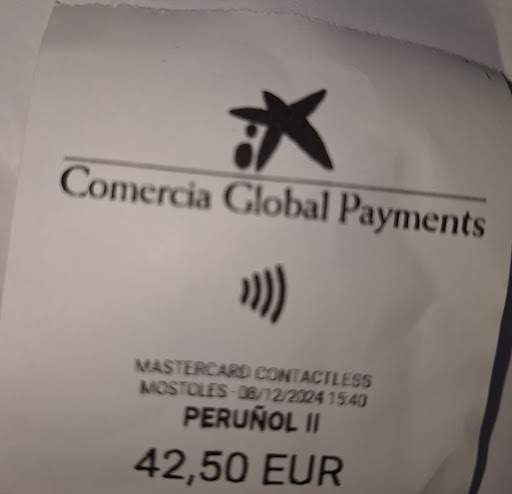 Comercia Global Payments
MASTERCARD CONTACTLESS
MOSTOLES - 08/12/2024 15:40
PERUÑOL II
42,50 EUR